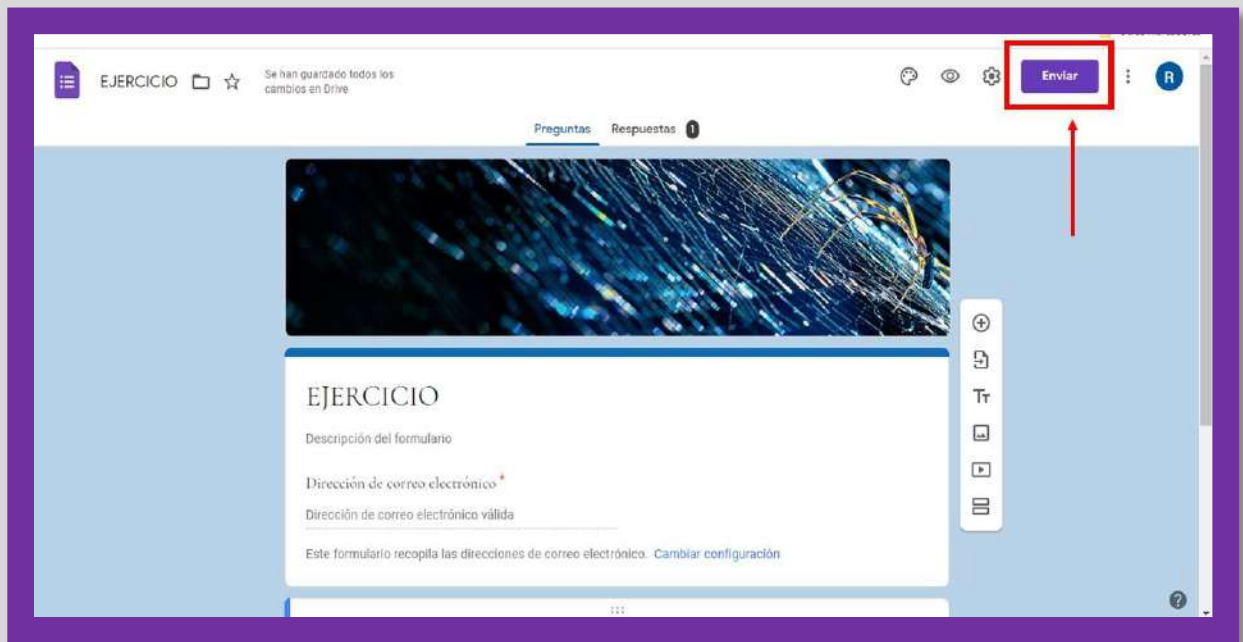 EJERCICIO
Se han guardado todos los
cambios en Drive
Enviar
R
Preguntas Respuestas 1
EJERCICIO
Descripción del formulario
Dirección de correo electrónico *
Dirección de correo electrónico válida
Este formulario recopila las direcciones de correo electrónico. Cambiar configuración